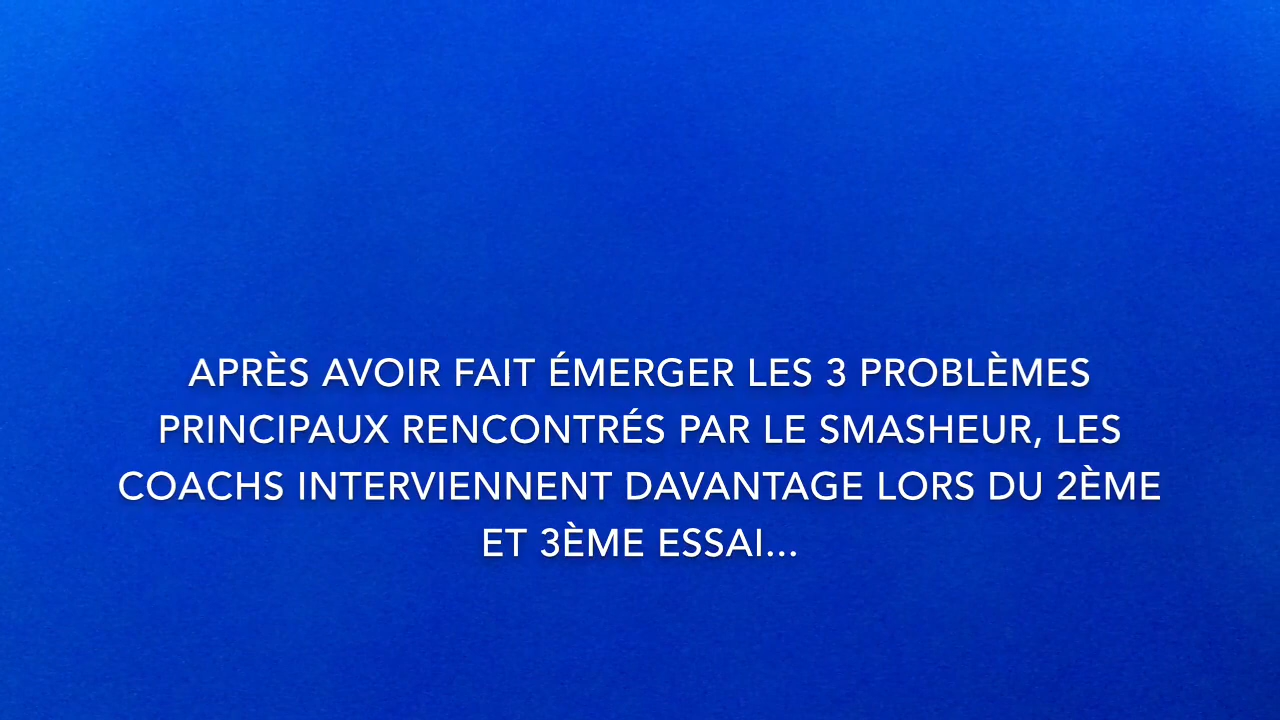 APRÈS AVOIR FAIT ÉMERGER LES 3 PROBLÈMES
PRINCIPAUX RENCONTRÉS PAR LE SMASHEUR, LES
COACHS INTERVIENNENT DAVANTAGE LORS DU 2ÈME
ET 3ÈME ESSAI...